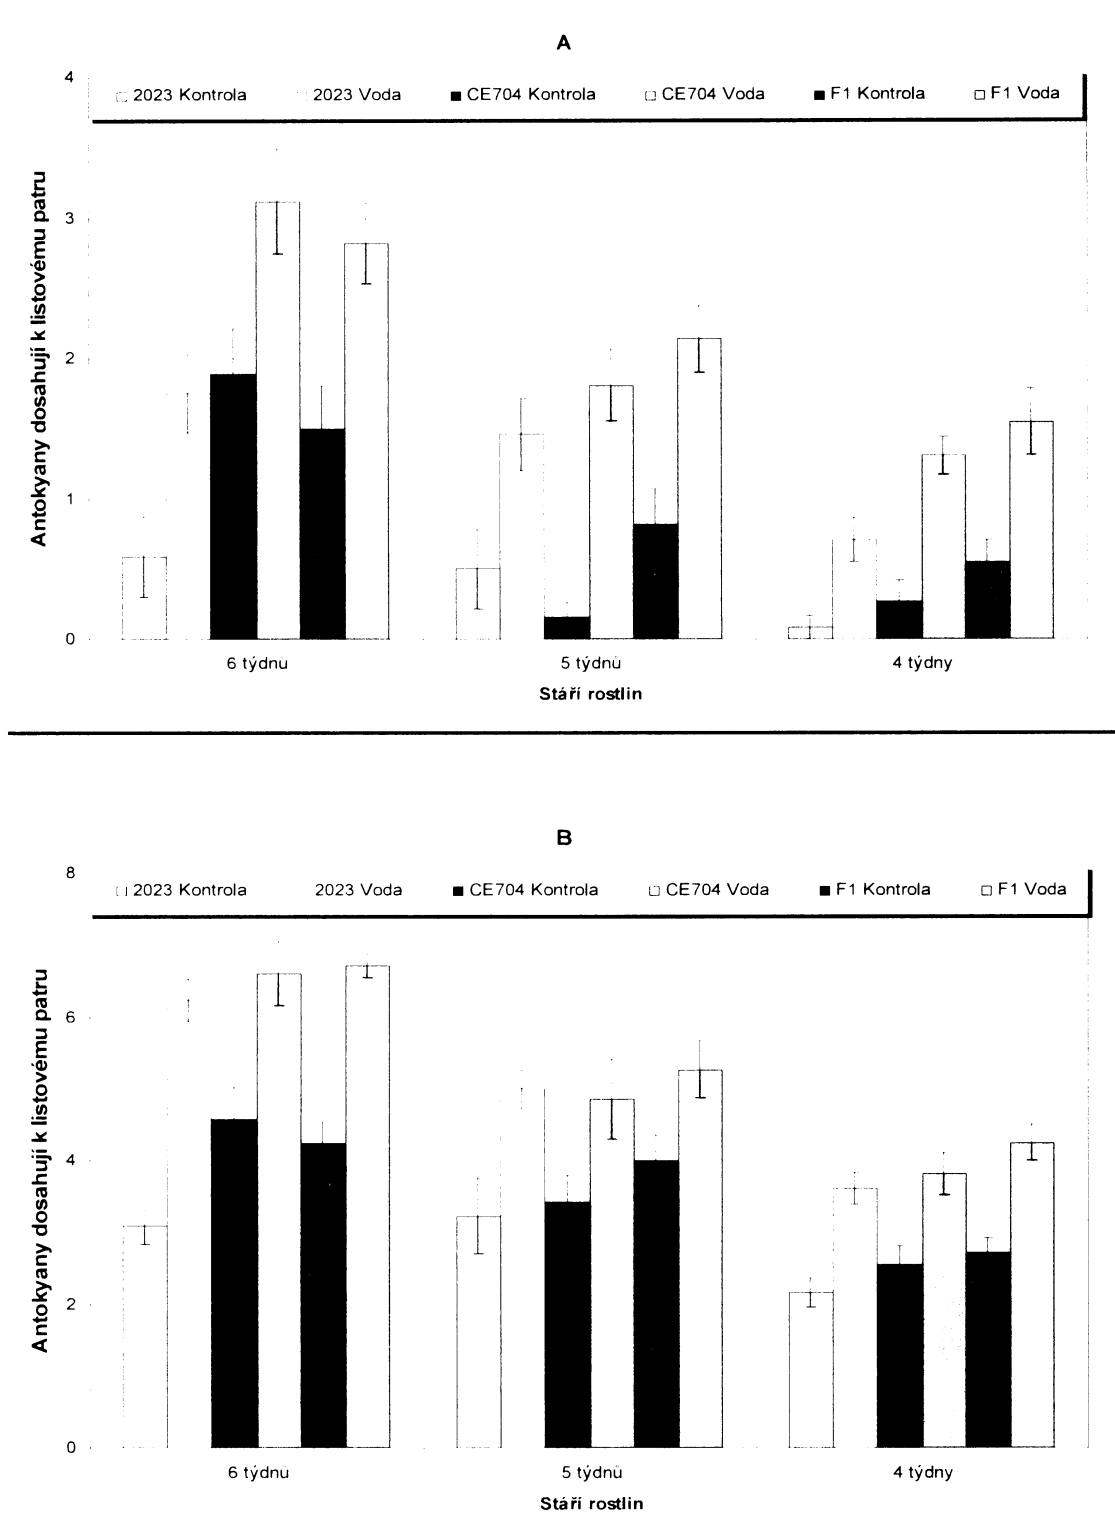 A
4
2023 Kontrola 2023 Voda CE704 Kontrola CE704 Voda F1 Kontrola F1 Voda
Antokyany dosahují k listovému patru
3
2
1
0
6 týdnu 5 týdnů 4 týdny
Stáří rostlin
B
8
2023 Kontrola 2023 Voda CE704 Kontrola CE704 Voda F1 Kontrola F1 Voda
Antokyany dosahují k listovému patru
6
4
2
0
6 týdnů 5 týdnů 4 týdny
Stáří rostlin